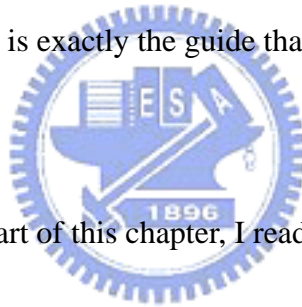 is exactly the guide tha
E S A
1896
art of this chapter, I read